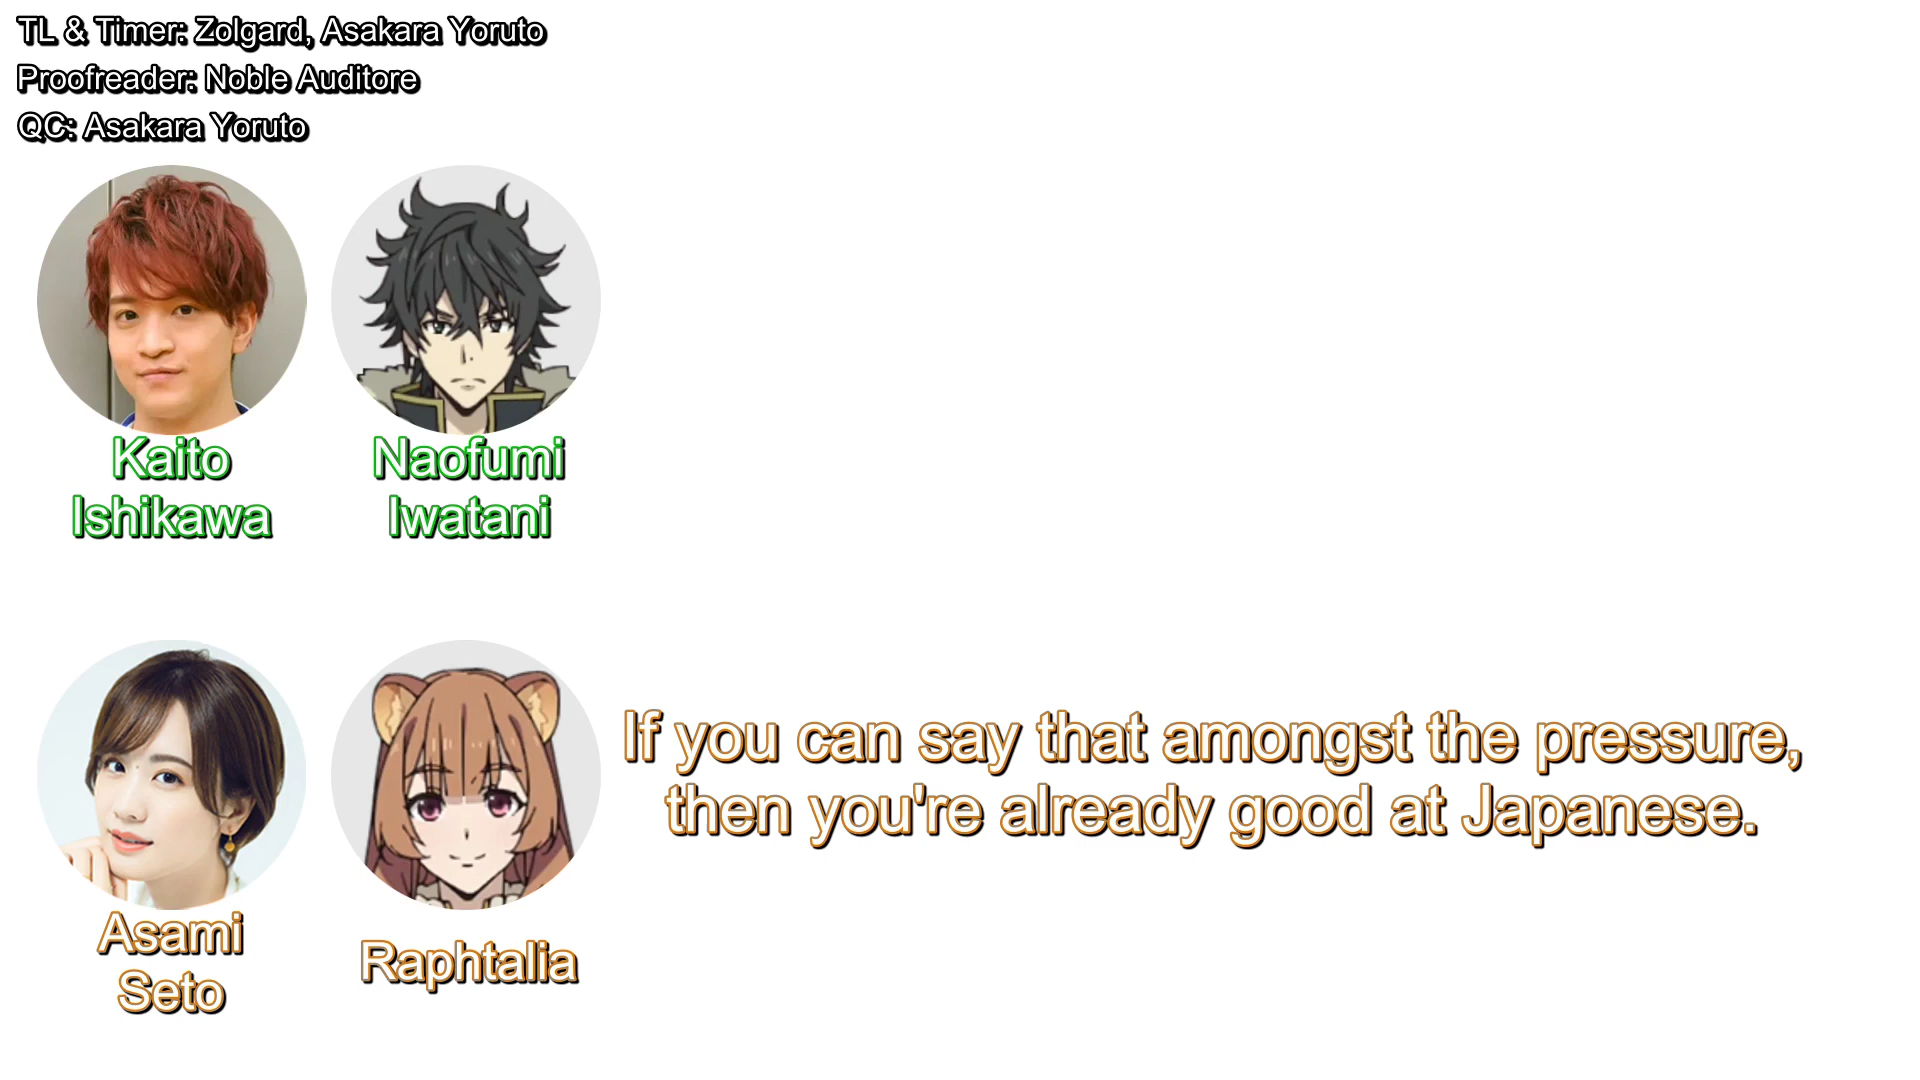 TL & Timer: Zolgard, Asakara Yoruto
Proofreader: Noble Auditore
QC: Asakara Yoruto
Kaito
Ishikawa
Naofumi
Iwatani
If you can say that amongst the pressure,
then you're already good at Japanese.
Asami
Seto
Raphtalia